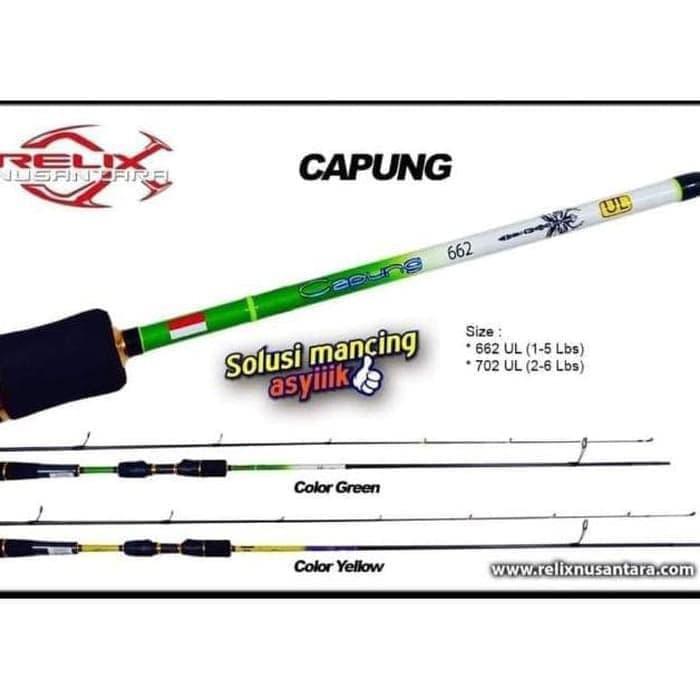 RELIX
NUSANTARA
CAPUNG
Capung 662 UL
Solusi mancing
asyiiik
Size :
* 662 UL (1-5 Lbs)
* 702 UL (2-6 Lbs)
Color Green
Color Yellow
www.relixnusantara.com